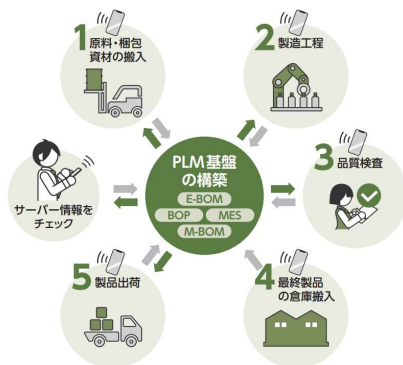 1 原料・梱包
資材の搬入
2 製造工程
3 品質検査
4 最終製品
の倉庫搬入
5 製品出荷
サーバー情報を
チェック
PLM基盤
の構築
E-BOM
BOP MES
M-BOM